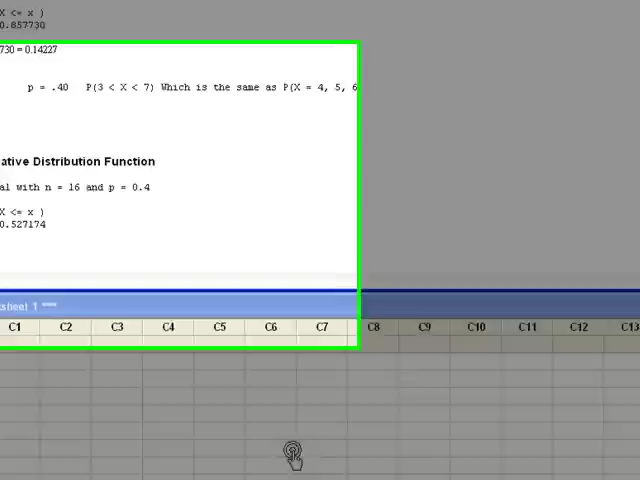 X <= x )
0.857730
730 = 0.14227
p = .40 P(3 < X < 7) Which is the same as P(X = 4, 5, 6
ative Distribution Function
al with n = 16 and p = 0.4
X <= x )
0.527174
sheet 1 ***
C1 C2 C3 C4 C5 C6 C7 C8 C9 C10 C11 C12 C13